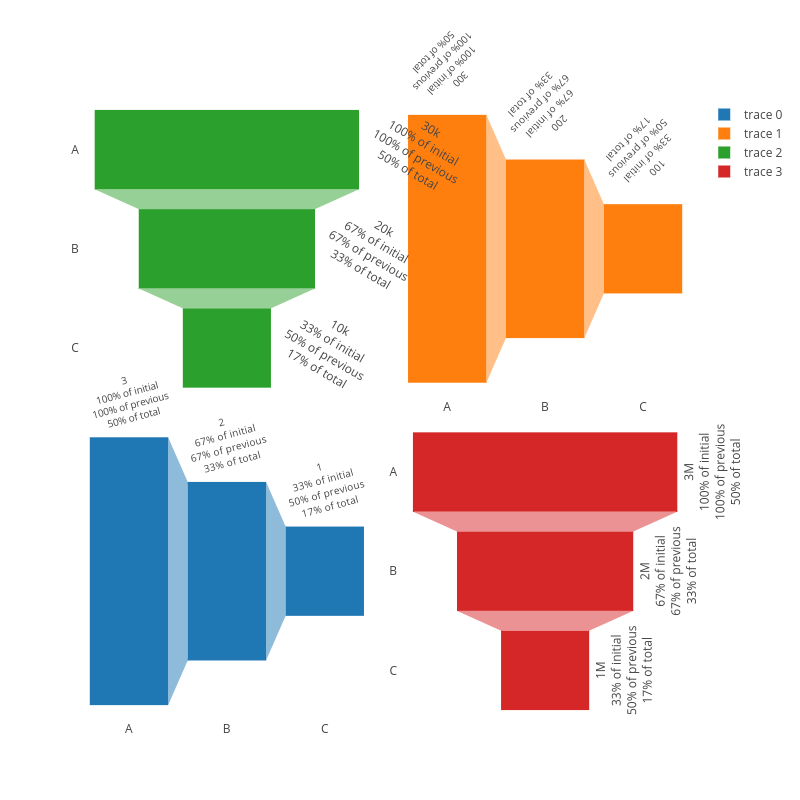 A
B
C
30k
100% of initial
100% of previous
50% of total
20k
67% of initial
67% of previous
33% of total
10k
33% of initial
50% of previous
17% of total
300
100% of initial
100% of previous
50% of total
200
67% of initial
67% of previous
33% of total
100
33% of initial
50% of previous
17% of total
A
B
C
trace 0
trace 1
trace 2
trace 3
3
100% of initial
100% of previous
50% of total
2
67% of initial
67% of previous
33% of total
1
33% of initial
50% of previous
17% of total
A
B
C
A
B
C
3M
100% of initial
100% of previous
50% of total
2M
67% of initial
67% of previous
33% of total
1M
33% of initial
50% of previous
17% of total